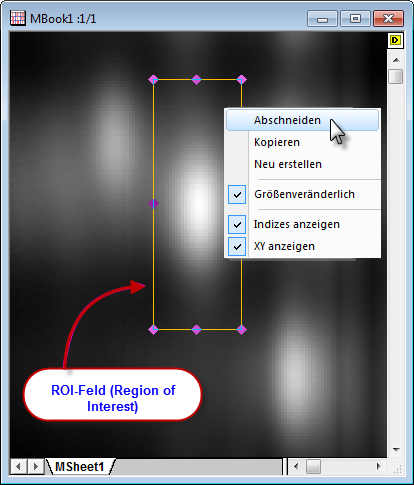 MBook1 :1/1
D
Abschneiden
Kopieren
Neu erstellen
Größenveränderlich
Indizes anzeigen
XY anzeigen
ROI-Feld (Region of
Interest)
MSheet1